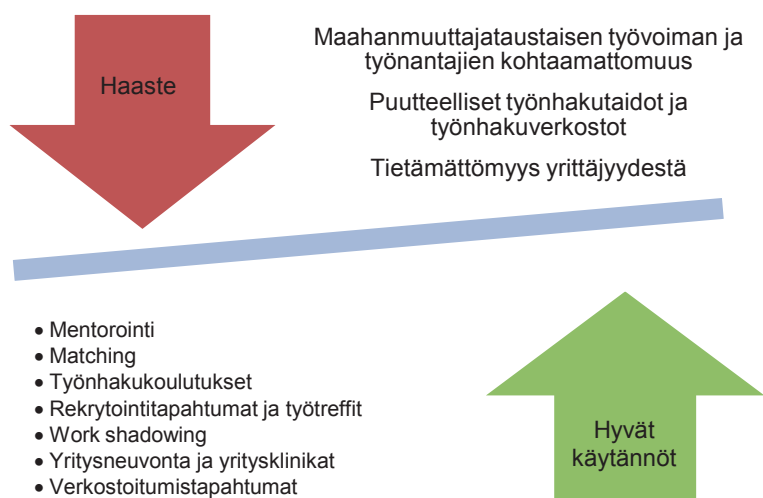 Haaste
Maahanmuuttajataustaisen työvoiman ja
työnantajien kohtaamattomuus
Puutteelliset työnhakutaidot ja
työnhakuverkostot
Tietämättömyys yrittäjyydestä
• Mentorointi
• Matching
• Työnhakukoulutukset
• Rekrytointitapahtumat ja työtreffit
• Work shadowing
• Yritysneuvonta ja yritysklinikat
• Verkostoitumistapahtumat
Hyvät
käytännöt